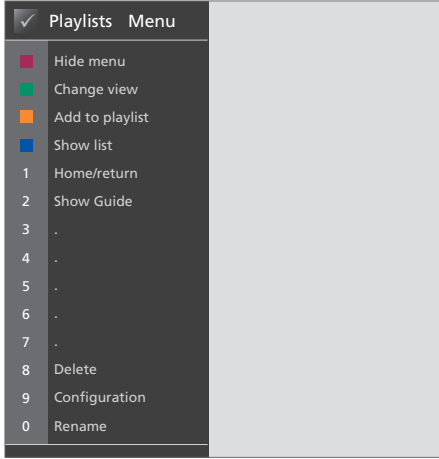 Playlists Menu
Hide menu
Change view
Add to playlist
Show list
1 Home/return
2 Show Guide
3 .
4 .
5 .
6 .
7 .
8 Delete
9 Configuration
0 Rename